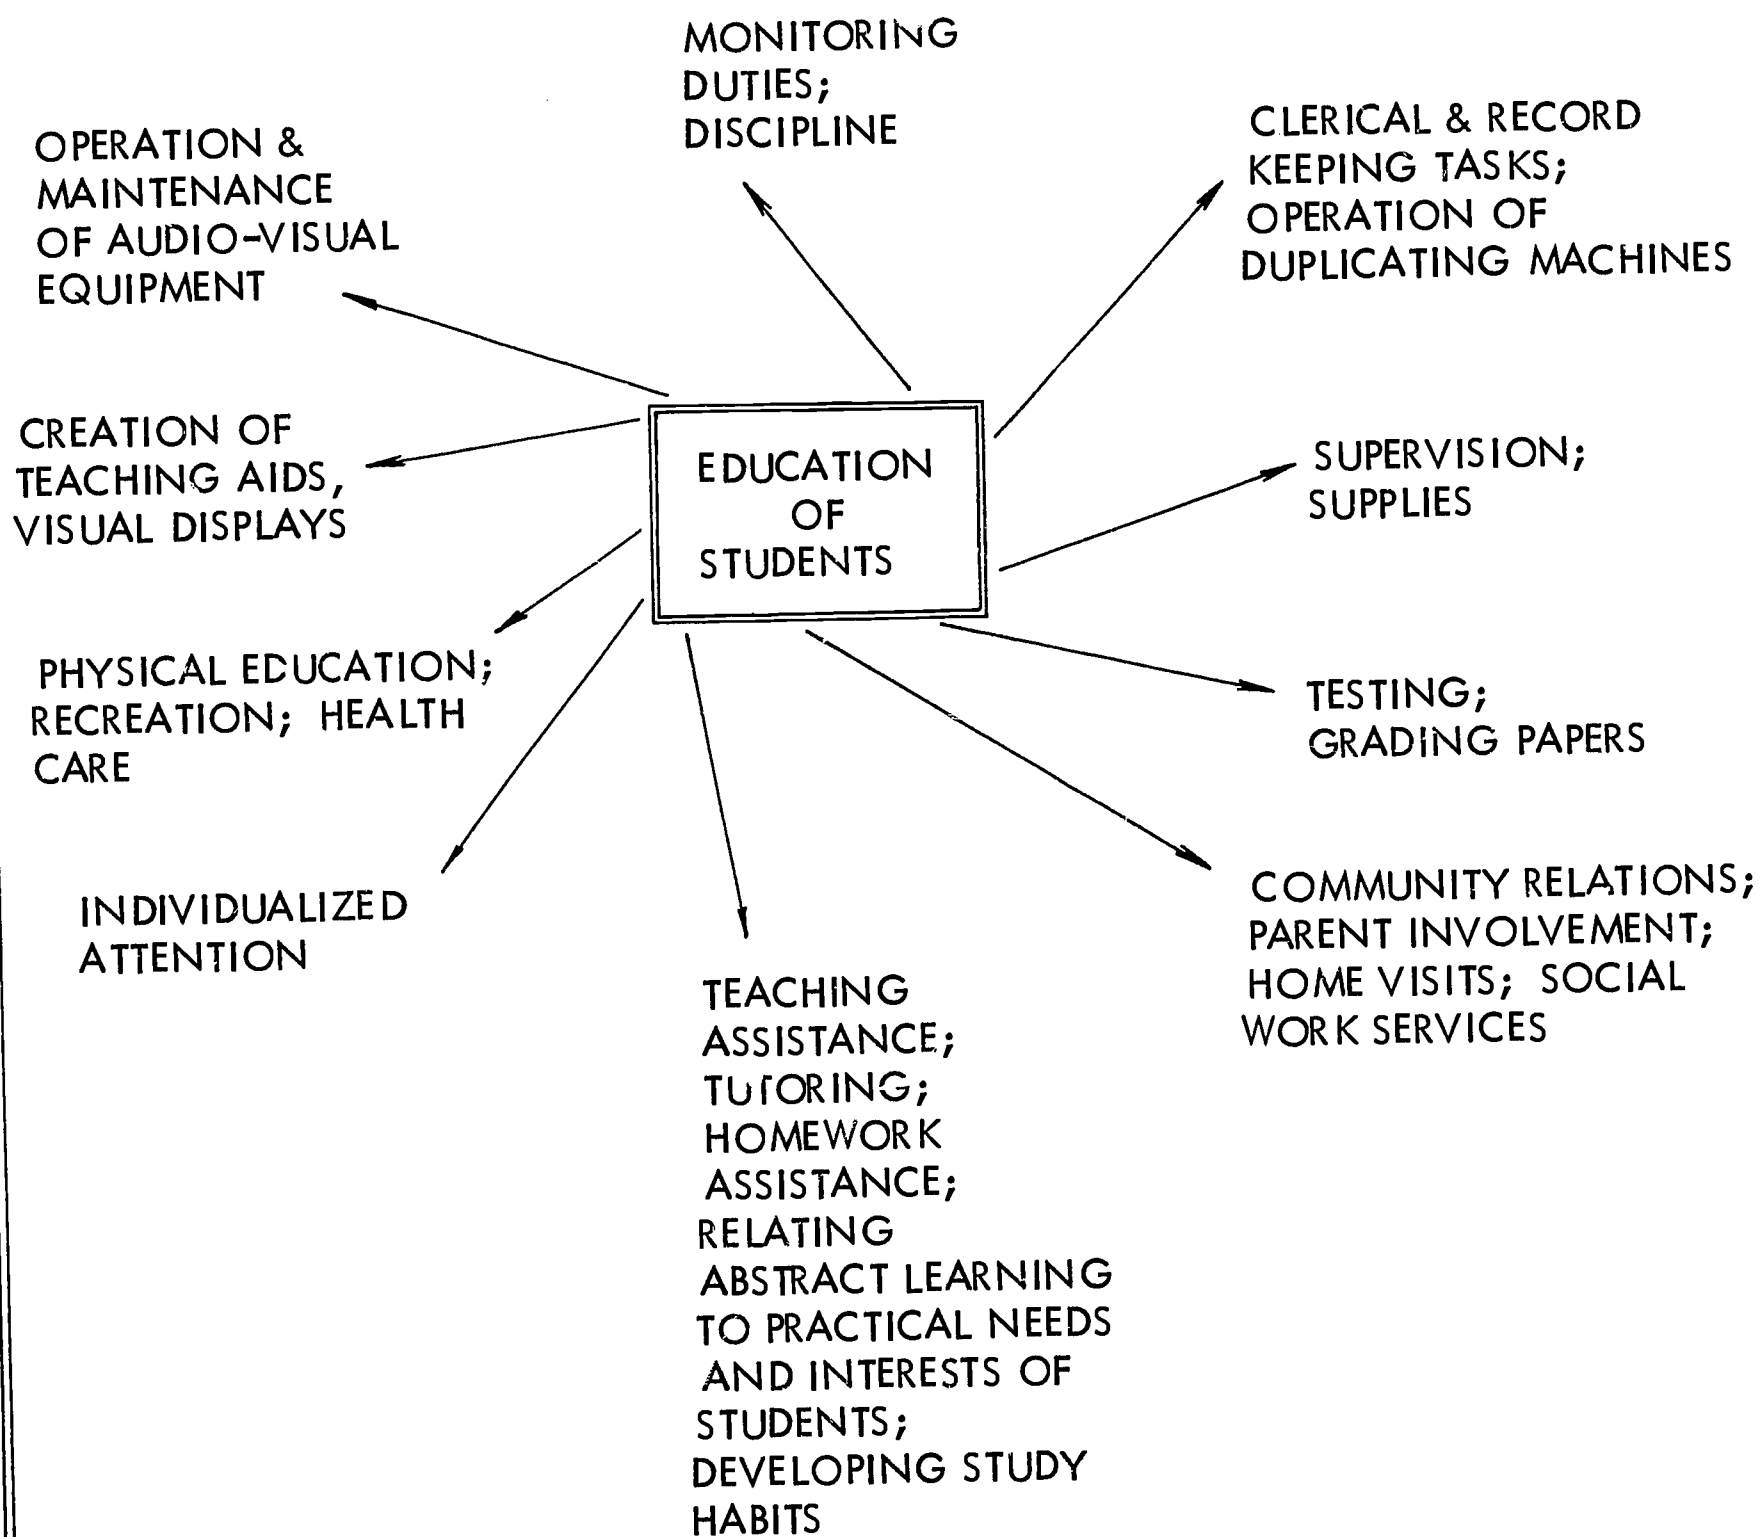 MONITORING
DUTIES;
DISCIPLINE
OPERATION &
MAINTENANCE
OF AUDIO-VISUAL
EQUIPMENT
CLERICAL & RECORD
KEEPING TASKS;
OPERATION OF
DUPLICATING MACHINES
CREATION OF
TEACHING AIDS,
VISUAL DISPLAYS
EDUCATION
OF
STUDENTS
SUPERVISION;
SUPPLIES
PHYSICAL EDUCATION;
RECREATION; HEALTH
CARE
TESTING;
GRADING PAPERS
INDIVIDUALIZED
ATTENTION
COMMUNITY RELATIONS;
PARENT INVOLVEMENT;
HOME VISITS; SOCIAL
WORK SERVICES
TEACHING
ASSISTANCE;
TUTORING;
HOMEWORK
ASSISTANCE;
RELATING
ABSTRACT LEARNING
TO PRACTICAL NEEDS
AND INTERESTS OF
STUDENTS;
DEVELOPING STUDY
HABITS